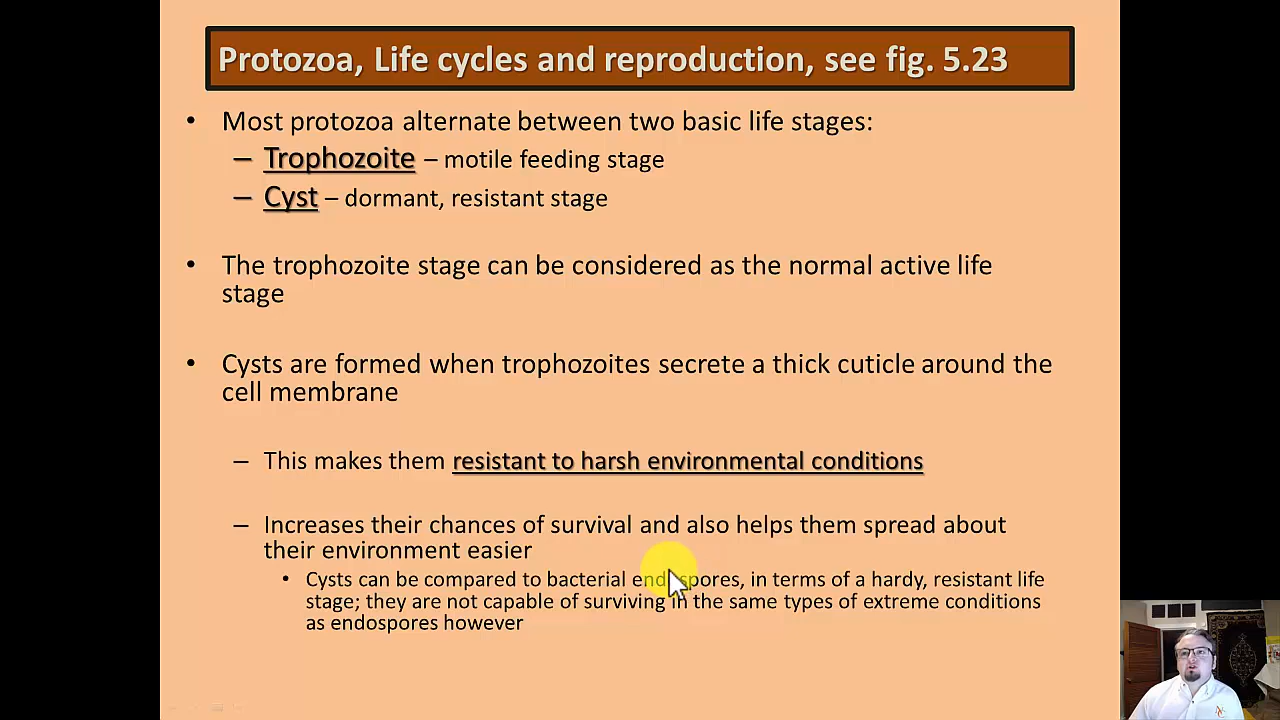 Protozoa, Life cycles and reproduction, see fig. 5.23
• Most protozoa alternate between two basic life stages:
– Trophozoite – motile feeding stage
– Cyst – dormant, resistant stage
• The trophozoite stage can be considered as the normal active life
stage
• Cysts are formed when trophozoites secrete a thick cuticle around the
cell membrane
– This makes them resistant to harsh environmental conditions
– Increases their chances of survival and also helps them spread about
their environment easier
• Cysts can be compared to bacterial endospores, in terms of a hardy, resistant life
stage; they are not capable of surviving in the same types of extreme conditions
as endospores however